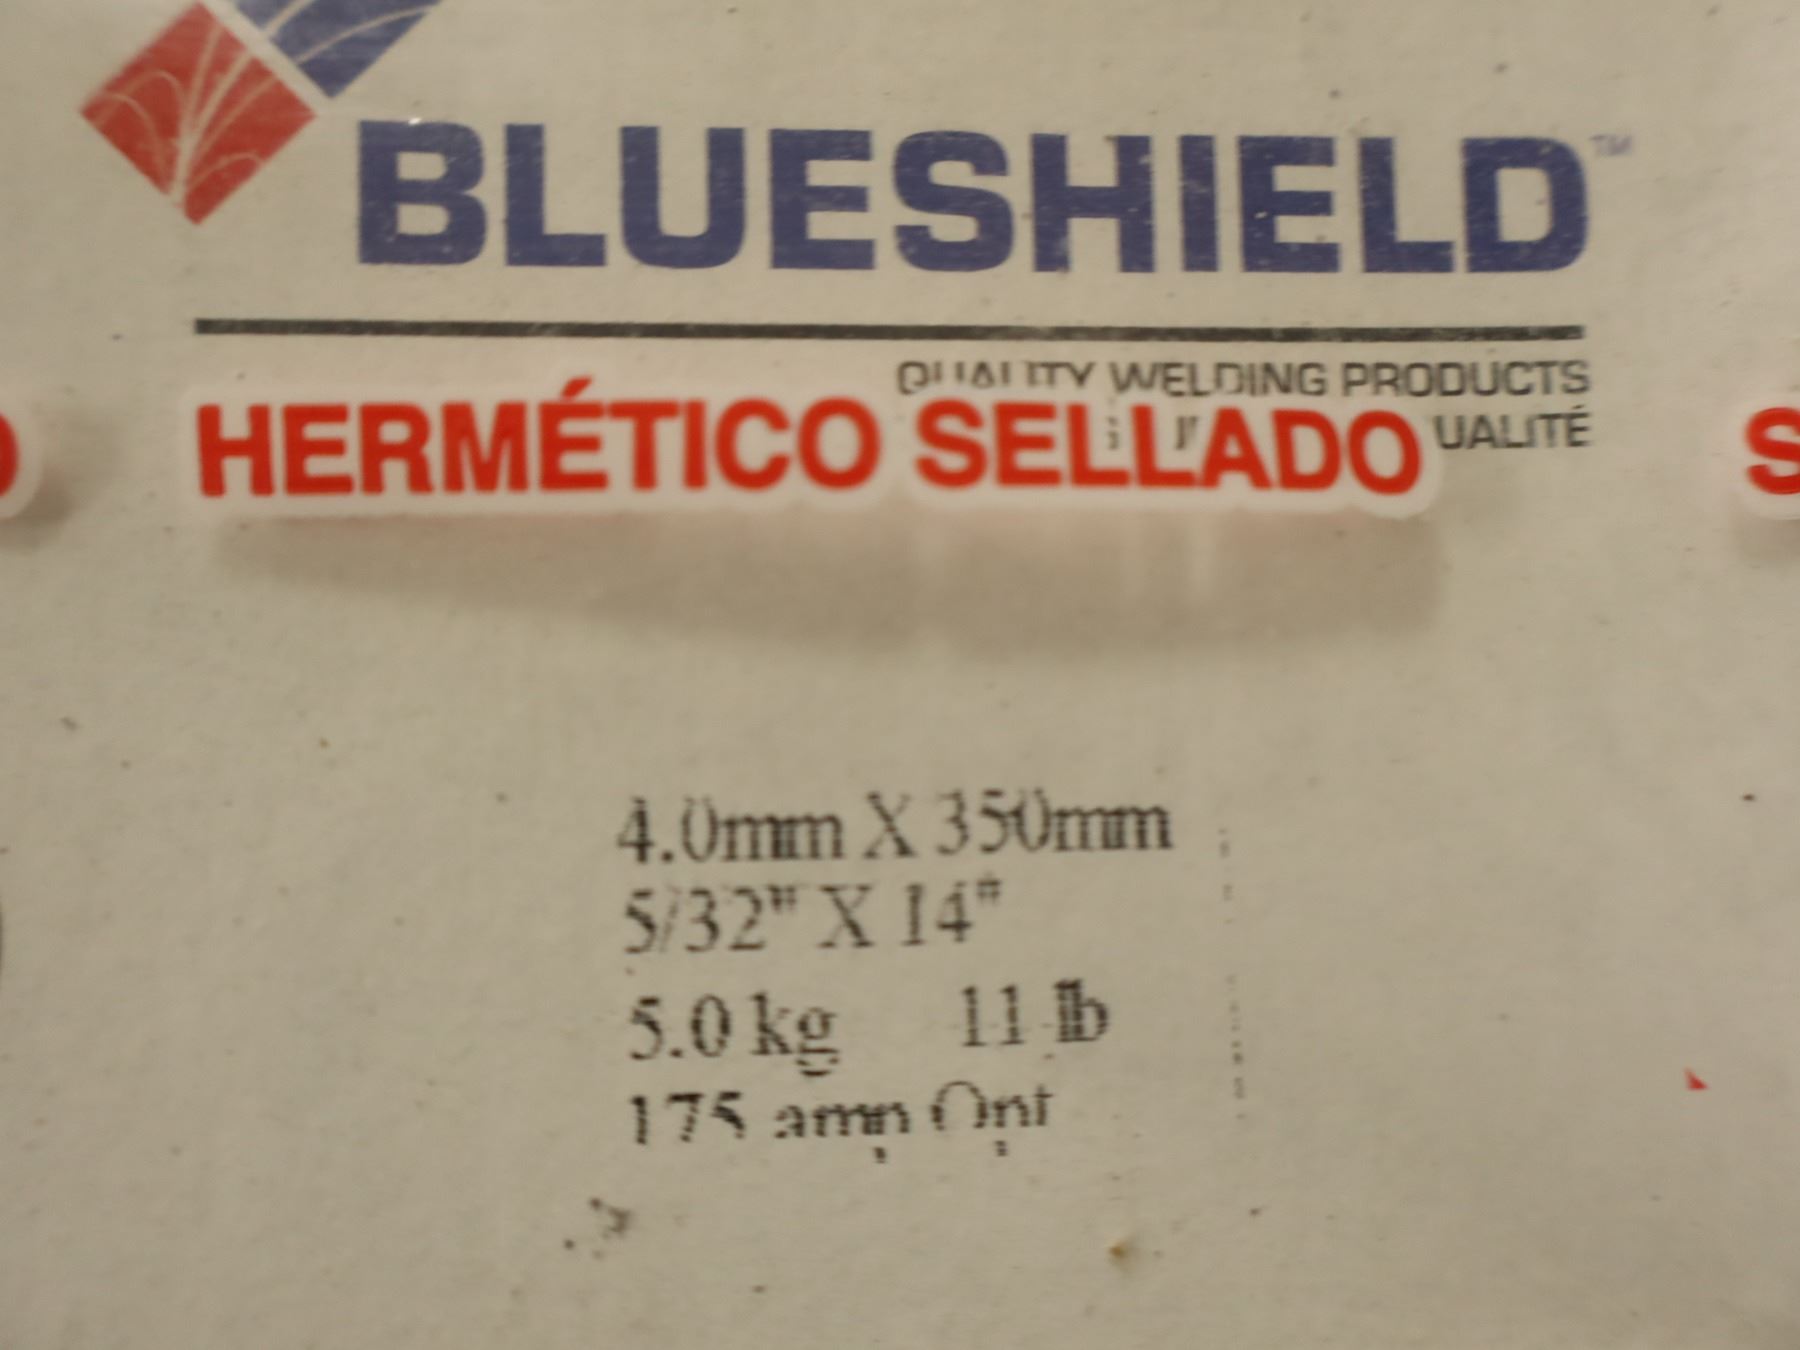 BLUESHIELD™
QUALITY WELDING PRODUCTS
HERMÉTICO SELLADO
4.0mm X 350mm
5/32" X 14"
5.0 kg 11 lb
175 amp Opt